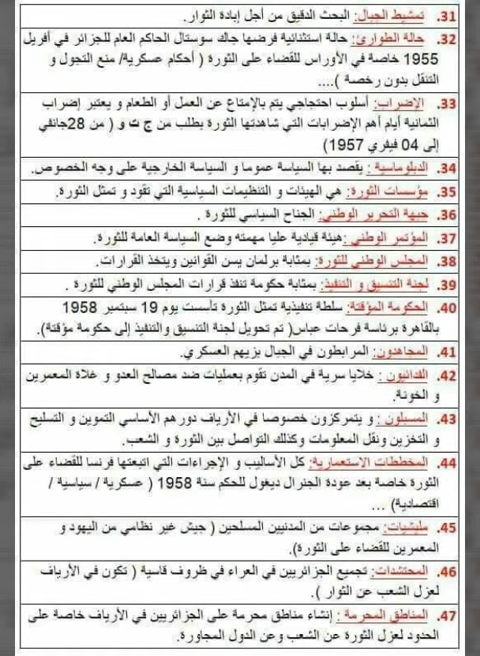 31. تمشيط الجبال: البحث الدقيق من أجل إبادة الثوار.
32. حالة الطوارئ: حالة استثنائية فرضها جاك سوستال الحاكم العام للجزائر في أفريل
1955 خاصة في الأوراس للقضاء على الثورة ( أحكام عسكرية/ منع التجول و
التنقل بدون رخصة )....
33. الإضراب: أسلوب احتجاجي يتم بالإمتاع عن العمل أو الطعام و يعتبر إضراب
الثمانية أيام أهم الإضرابات التي شاهدتها الثورة بطلب من ج ت و ( من 28جانفي
إلى 04 فيفري 1957)
34. الدبلوماسية : يقصد بها السياسة عموما و السياسة الخارجية على وجه الخصوص.
35. مؤسسات الثورة: هي الهيئات و التنظيمات السياسية التي تقود و تمثل الثورة.
36. جبهة التحرير الوطني: الجناح السياسي للثورة .
37. المؤتمر الوطني :هيئة قيادية عليا مهمته وضع السياسة العامة للثورة.
38. المجلس الوطني للثورة: بمثابة برلمان يسن القوانين ويتخذ القرارات.
39. لجنة التنسيق و التنفيذ: بمثابة حكومة تنفذ قرارات المجلس الوطني للثورة .
40. الحكومة المؤقتة: سلطة تنفيذية تمثل الثورة تأسست يوم 19 سبتمبر 1958
بالقاهرة برئاسة فرحات عباس( تم تحويل لجنة التنسيق والتنفيذ إلى حكومة مؤقتة).
41. المجاهدون: المرابطون في الجبال بزيهم العسكري.
42. الفدائيون : خلايا سرية في المدن تقوم بعمليات ضد مصالح العدو و غلاة المعمرين
و الخونة.
43. المسبلون : و يتمركزون خصوصا في الأرياف دورهم الأساسي التموين و التسليح
و التخزين ونقل المعلومات وكذلك التواصل بين الثورة و الشعب.
44. المخططات الاستعمارية: كل الأساليب و الإجراءات التي اتبعتها فرنسا للقضاء على
الثورة خاصة بعد عودة الجنرال ديغول للحكم سنة 1958 ( عسكرية / سياسية /
اقتصادية) ...
45. مليشيات: مجموعات من المدنيين المسلحين ( جيش غير نظامي من اليهود و
المعمرين للقضاء على الثورة).
46. المحتشدات: تجميع الجزائريين في العراء في ظروف قاسية ( تكون في الأرياف
لعزل الشعب عن الثوار ).
47. المناطق المحرمة : إنشاء مناطق محرمة على الجزائريين في الأرياف خاصة على
الحدود لعزل الثورة عن الشعب وعن الدول المجاورة.